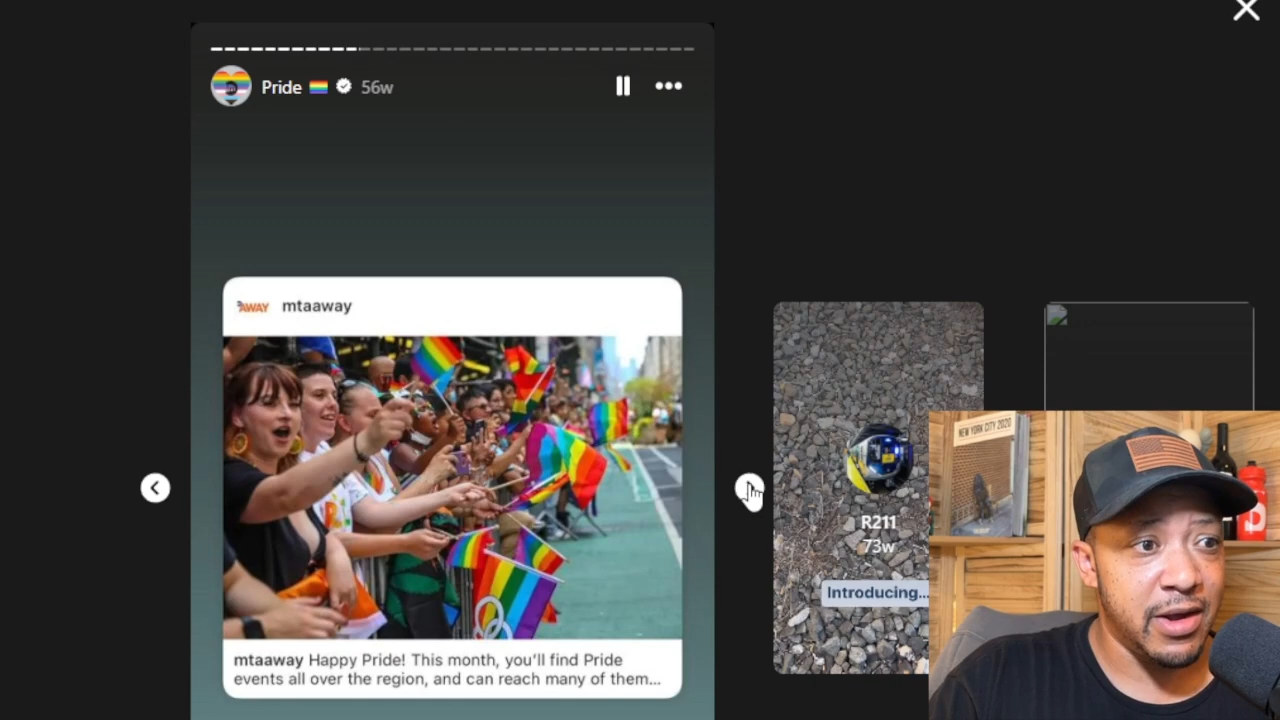 Pride 56w
AWAY mtaaway
mtaaway Happy Pride! This month, you'll find Pride
events all over the region, and can reach many of them...
R211
73w
Introducing...
NEW YORK CITY 2020